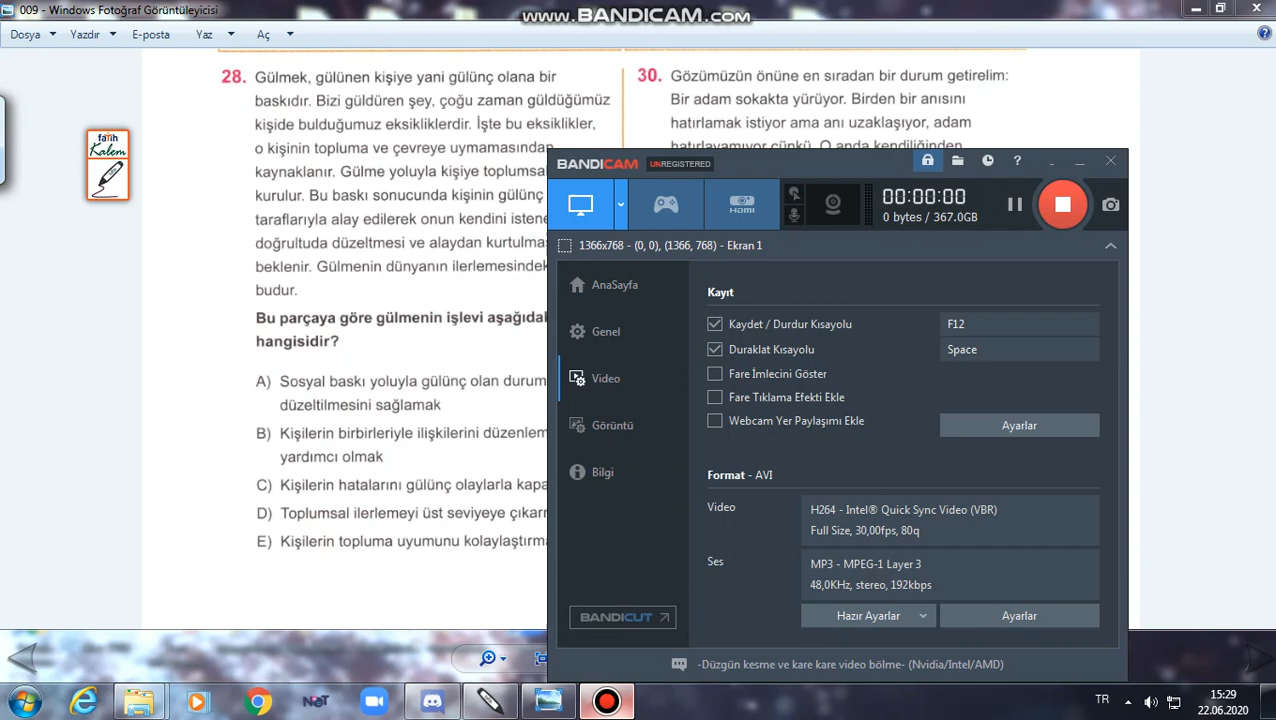 009 - Windows Fotoğraf Görüntüleyicisi
www.BANDICAM.com
Dosya Yazdır E-posta Yaz Aç
28. Gülmek, gülünen kişiye yani gülünç olana bir
baskıdır. Bizi güldüren şey, çoğu zaman güldüğümüz
kişide bulduğumuz eksikliklerdir. İşte bu eksiklikler,
o kişinin topluma ve çevreye uymamasından
kaynaklanır. Gülme yoluyla kişiye toplumsa
kurulur. Bu baskı sonucunda kişinin gülünç
taraflarıyla alay edilerek onun kendini istene
doğrultuda düzeltmesi ve alaydan kurtulma
beklenir. Gülmenin dünyanın ilerlemesindek
budur.
Bu parçaya göre gülmenin işlevi aşağıdak
hangisidir?
A) Sosyal baskı yoluyla gülünç olan durum
düzeltilmesini sağlamak
B) Kişilerin birbirleriyle ilişkilerini düzenlem
yardımcı olmak
C) Kişilerin hatalarını gülünç olaylarla kapa
D) Toplumsal ilerlemeyi üst seviyeye çıkar
E) Kişilerin topluma uyumunu kolaylaştırma
30. Gözümüzün önüne en sıradan bir durum getirelim:
Bir adam sokakta yürüyor. Birden bir anısını
hatırlamak istiyor ama anı uzaklaşıyor, adam
hatırlayamıyor çünkü. O anda kendiliğinden
fatih
Kalem
BANDICAM UNREGISTERED
HDMI
00:00:00
0 bytes / 367.0GB
1366x768 - (0, 0), (1366, 768) - Ekran 1
AnaSayfa
Genel
Video
Görüntü
Bilgi
BANDICUT
Kayıt
Kaydet / Durdur Kısayolu F12
Duraklat Kısayolu Space
Fare İmlecini Göster
Fare Tıklama Efekti Ekle
Webcam Yer Paylaşımı Ekle Ayarlar
Format - AVI
Video H264 - Intel® Quick Sync Video (VBR)
Full Size, 30,00fps, 80q
Ses MP3 - MPEG-1 Layer 3
48,0KHz, stereo, 192kbps
Hazır Ayarlar Ayarlar
-Düzgün kesme ve kare kare video bölme- (Nvidia/Intel/AMD)
NET
TR
15:29
22.06.2020